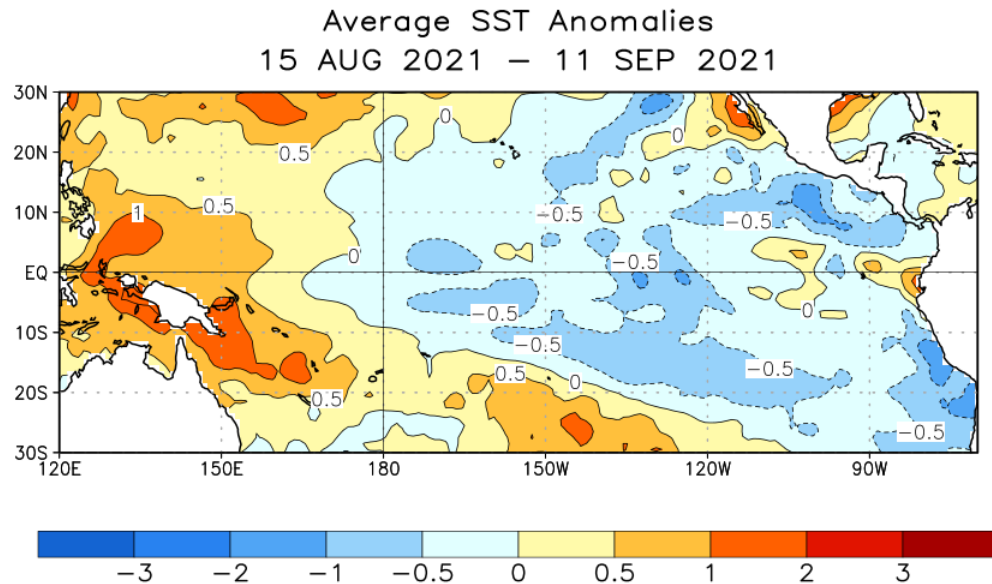 Average SST Anomalies
15 AUG 2021 – 11 SEP 2021
30N
20N
10N
EQ
10S
20S
30S
0
0
0.5
0.5
1
-0.5
-0.5
0
-0.5
-0.5
0
-0.5
-0.5
0.5
0
0.5
-0.5
120E 150E 180 150W 120W 90W
-3 -2 -1 -0.5 0 0.5 1 2 3